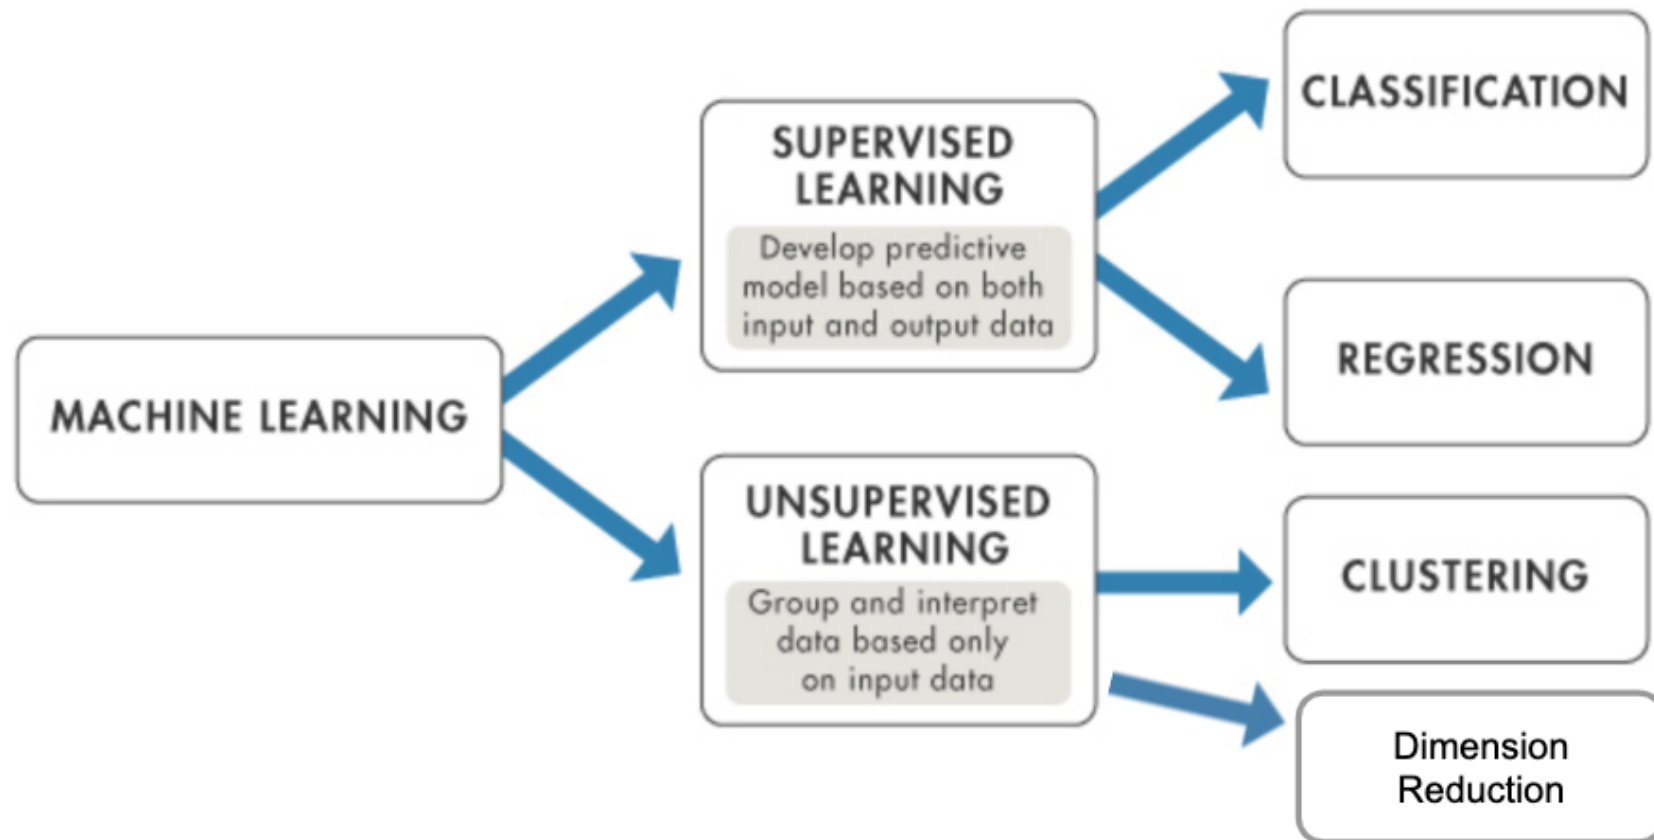 MACHINE LEARNING
SUPERVISED
LEARNING
Develop predictive
model based on both
input and output data
CLASSIFICATION
REGRESSION
UNSUPERVISED
LEARNING
Group and interpret
data based only
on input data
CLUSTERING
Dimension
Reduction